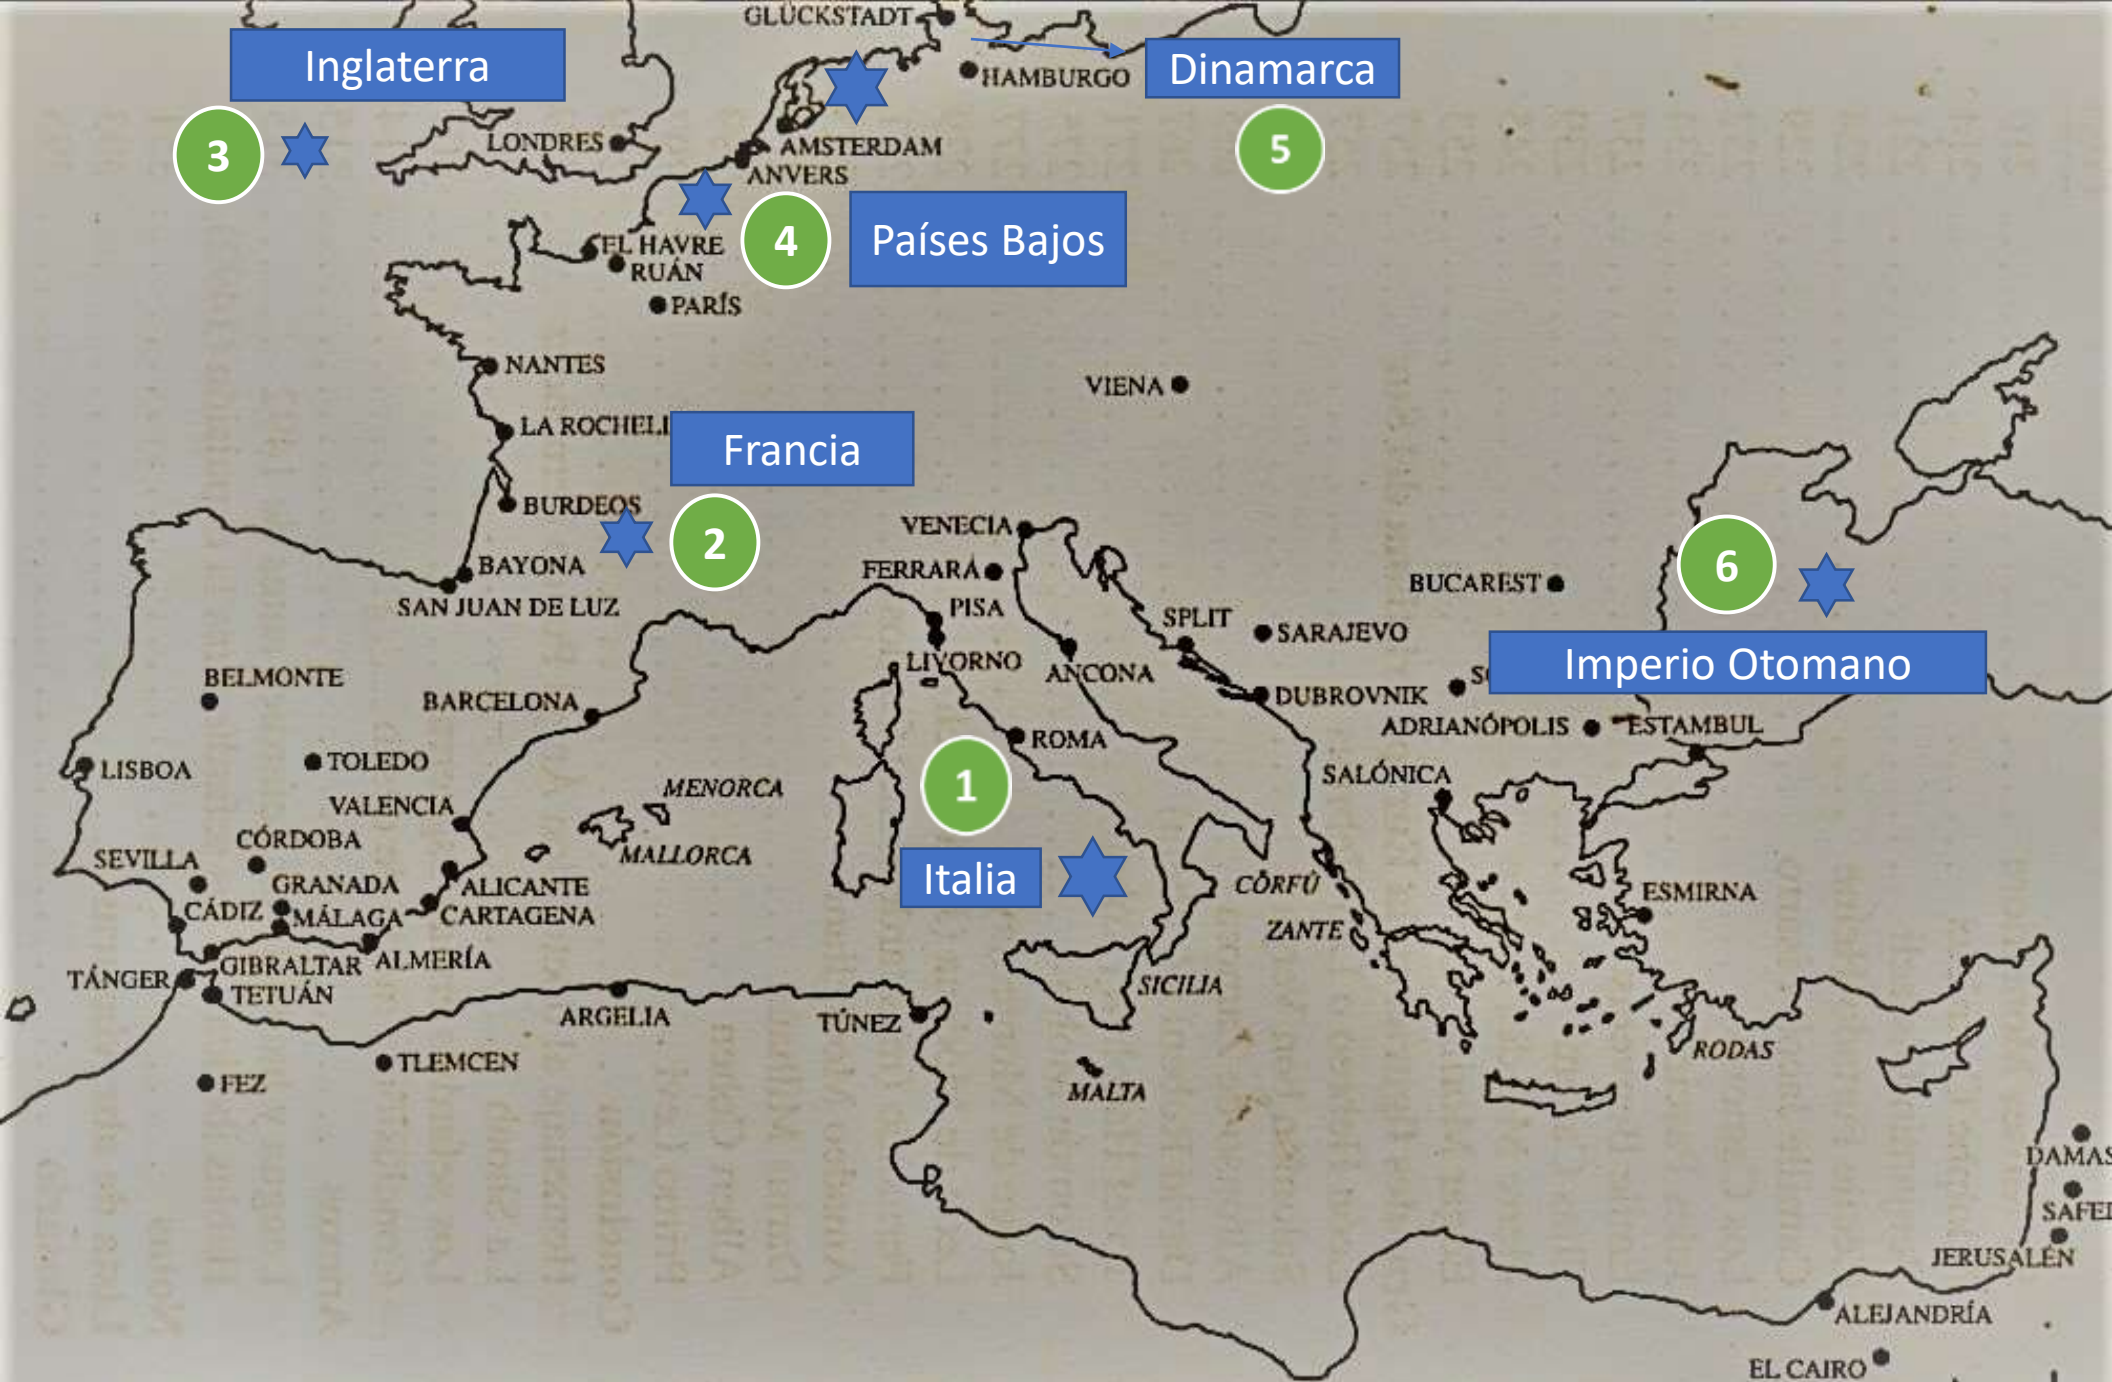 GLÜCKSTADT
Inglaterra
Dinamarca
HAMBURGO
3
LONDRES
AMSTERDAM
5
ANVERS
4
Países Bajos
EL HAVRE
RUÁN
PARÍS
NANTES
VIENA
LA ROCHELL
Francia
BURDEOS
2
VENECIA
6
BAYONA
FERRARÁ
BUCAREST
SAN JUAN DE LUZ
PISA
SPLIT
SARAJEVO
LIVORNO
ANCONA
Imperio Otomano
BELMONTE
BARCELONA
DUBROVNIK
ADRIANÓPOLIS
ESTAMBUL
ROMA
LISBOA
TOLEDO
SALÓNICA
1
MENORCA
VALENCIA
CÓRDOBA
MALLORCA
SEVILLA
Italia
GRANADA
ALICANTE
CÓRFÚ
ESMIRNA
CÁDIZ
MÁLAGA
CARTAGENA
ZANTE
GIBRALTAR
ALMERÍA
TÁNGER
TETUÁN
SICILIA
ARGELIA
TÚNEZ
RODAS
TLEMCEN
FEZ
MALTA
DAMAS
SAFED
JERUSALÉN
ALEJANDRÍA
EL CAIRO